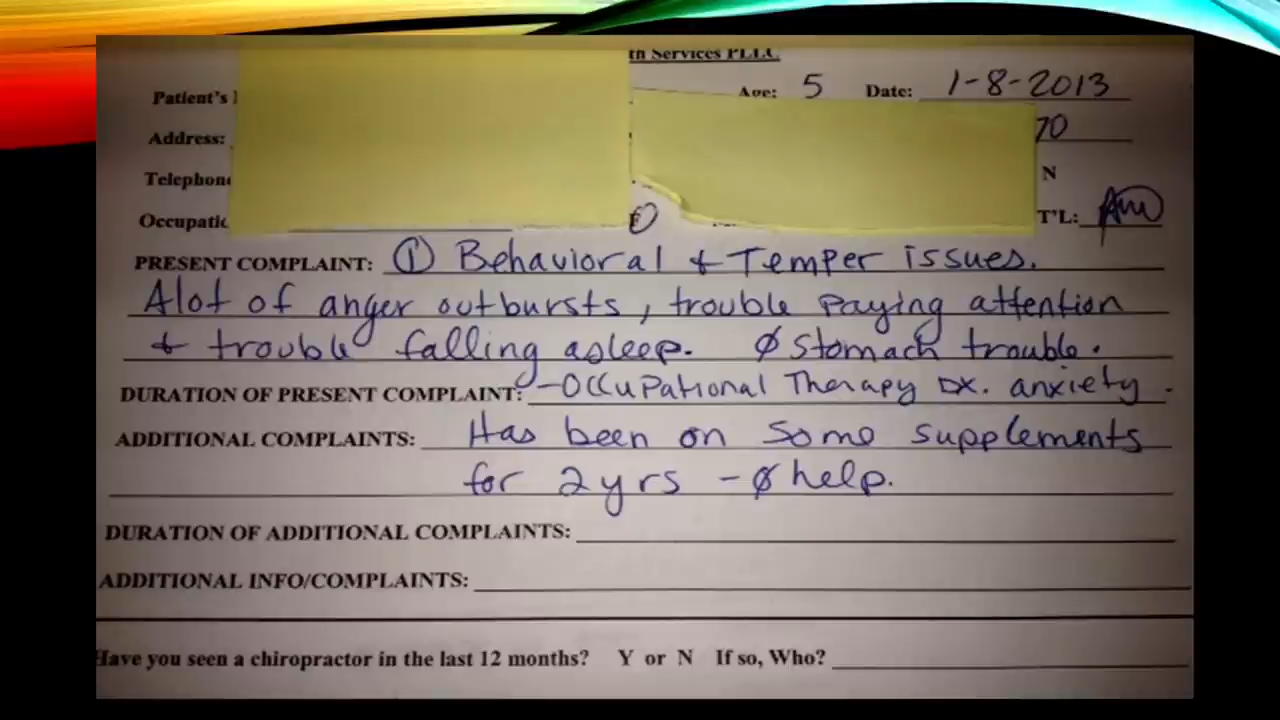 th Services PLLC
Patient's Age: 5 Date: 1-8-2013
Address: 70
Telephone N
T'L:
PRESENT COMPLAINT: ① Behavioral & Temper issues.
Alot of anger outbursts, trouble paying attention
& trouble falling asleep. Ø Stomach trouble.
DURATION OF PRESENT COMPLAINT: -Occupational Therapy DX. anxiety.
ADDITIONAL COMPLAINTS: Has been on some supplements
for 2yrs - Ø help.
DURATION OF ADDITIONAL COMPLAINTS:
ADDITIONAL INFO/COMPLAINTS:
Have you seen a chiropractor in the last 12 months? Y or N If so, Who?